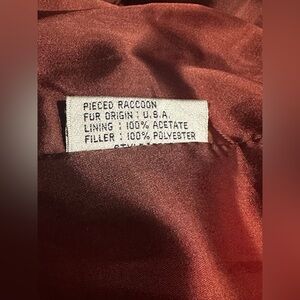 PIECED RACCOON
FUR ORIGIN : U.S.A.
LINING : 100% ACETATE
FILLER : 100% POLYESTER